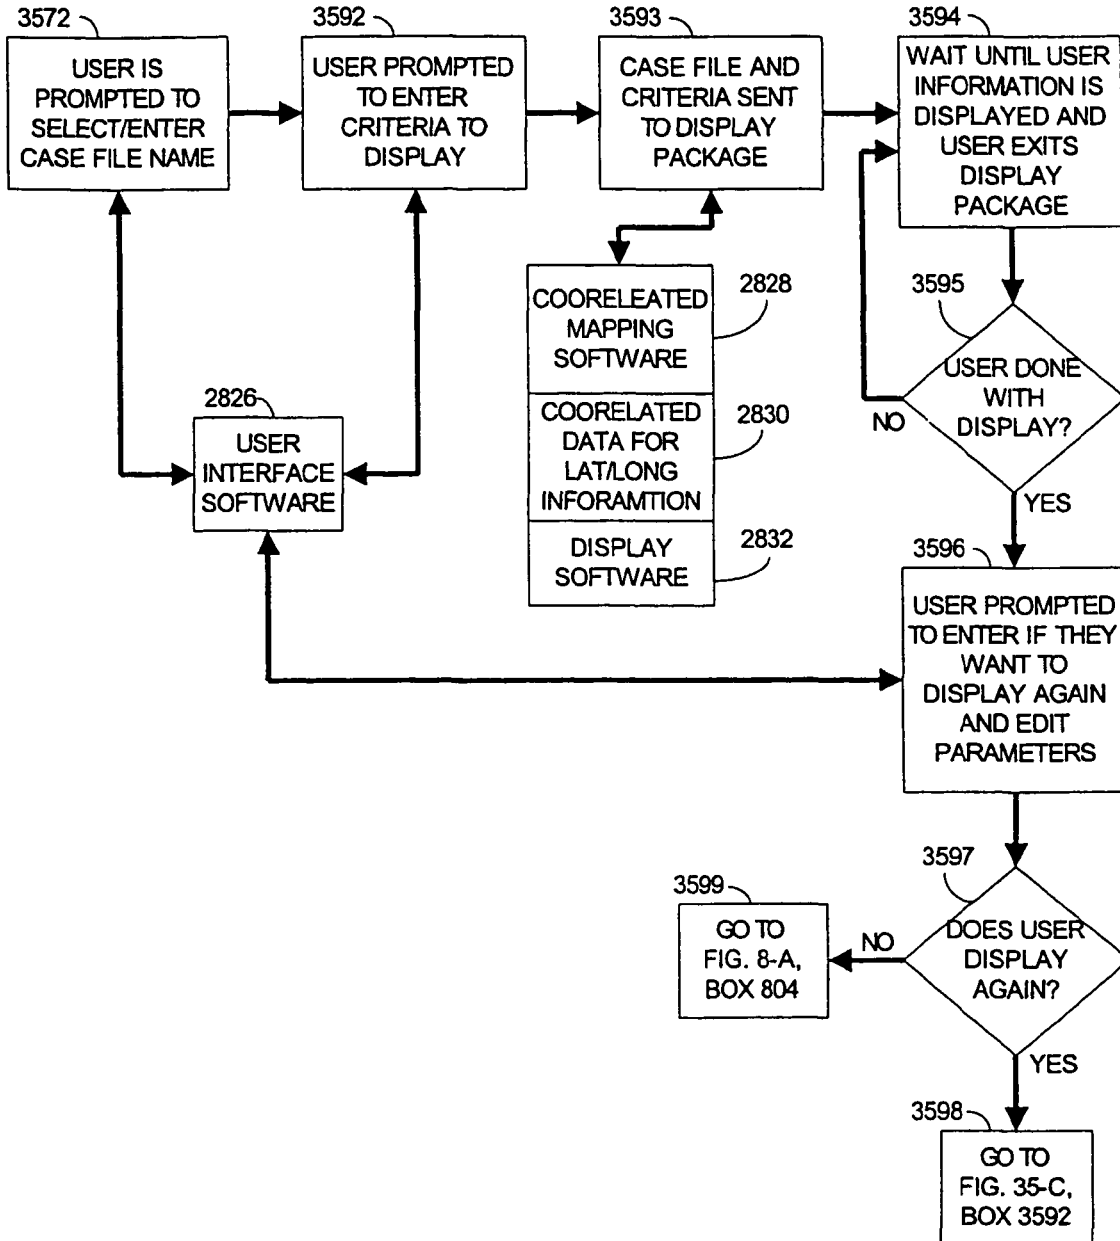 3572
USER IS
PROMPTED TO
SELECT/ENTER
CASE FILE NAME
3592
USER PROMPTED
TO ENTER
CRITERIA TO
DISPLAY
3593
CASE FILE AND
CRITERIA SENT
TO DISPLAY
PACKAGE
3594
WAIT UNTIL USER
INFORMATION IS
DISPLAYED AND
USER EXITS
DISPLAY
PACKAGE
2826
USER
INTERFACE
SOFTWARE
COORELEATED
MAPPING
SOFTWARE
2828
COORELATED
DATA FOR
LAT/LONG
INFORAMTION
2830
DISPLAY
SOFTWARE
2832
3595
USER DONE
WITH
DISPLAY?
NO
YES
3596
USER PROMPTED
TO ENTER IF THEY
WANT TO
DISPLAY AGAIN
AND EDIT
PARAMETERS
3597
DOES USER
DISPLAY
AGAIN?
NO
YES
3599
GO TO
FIG. 8-A,
BOX 804
3598
GO TO
FIG. 35-C,
BOX 3592